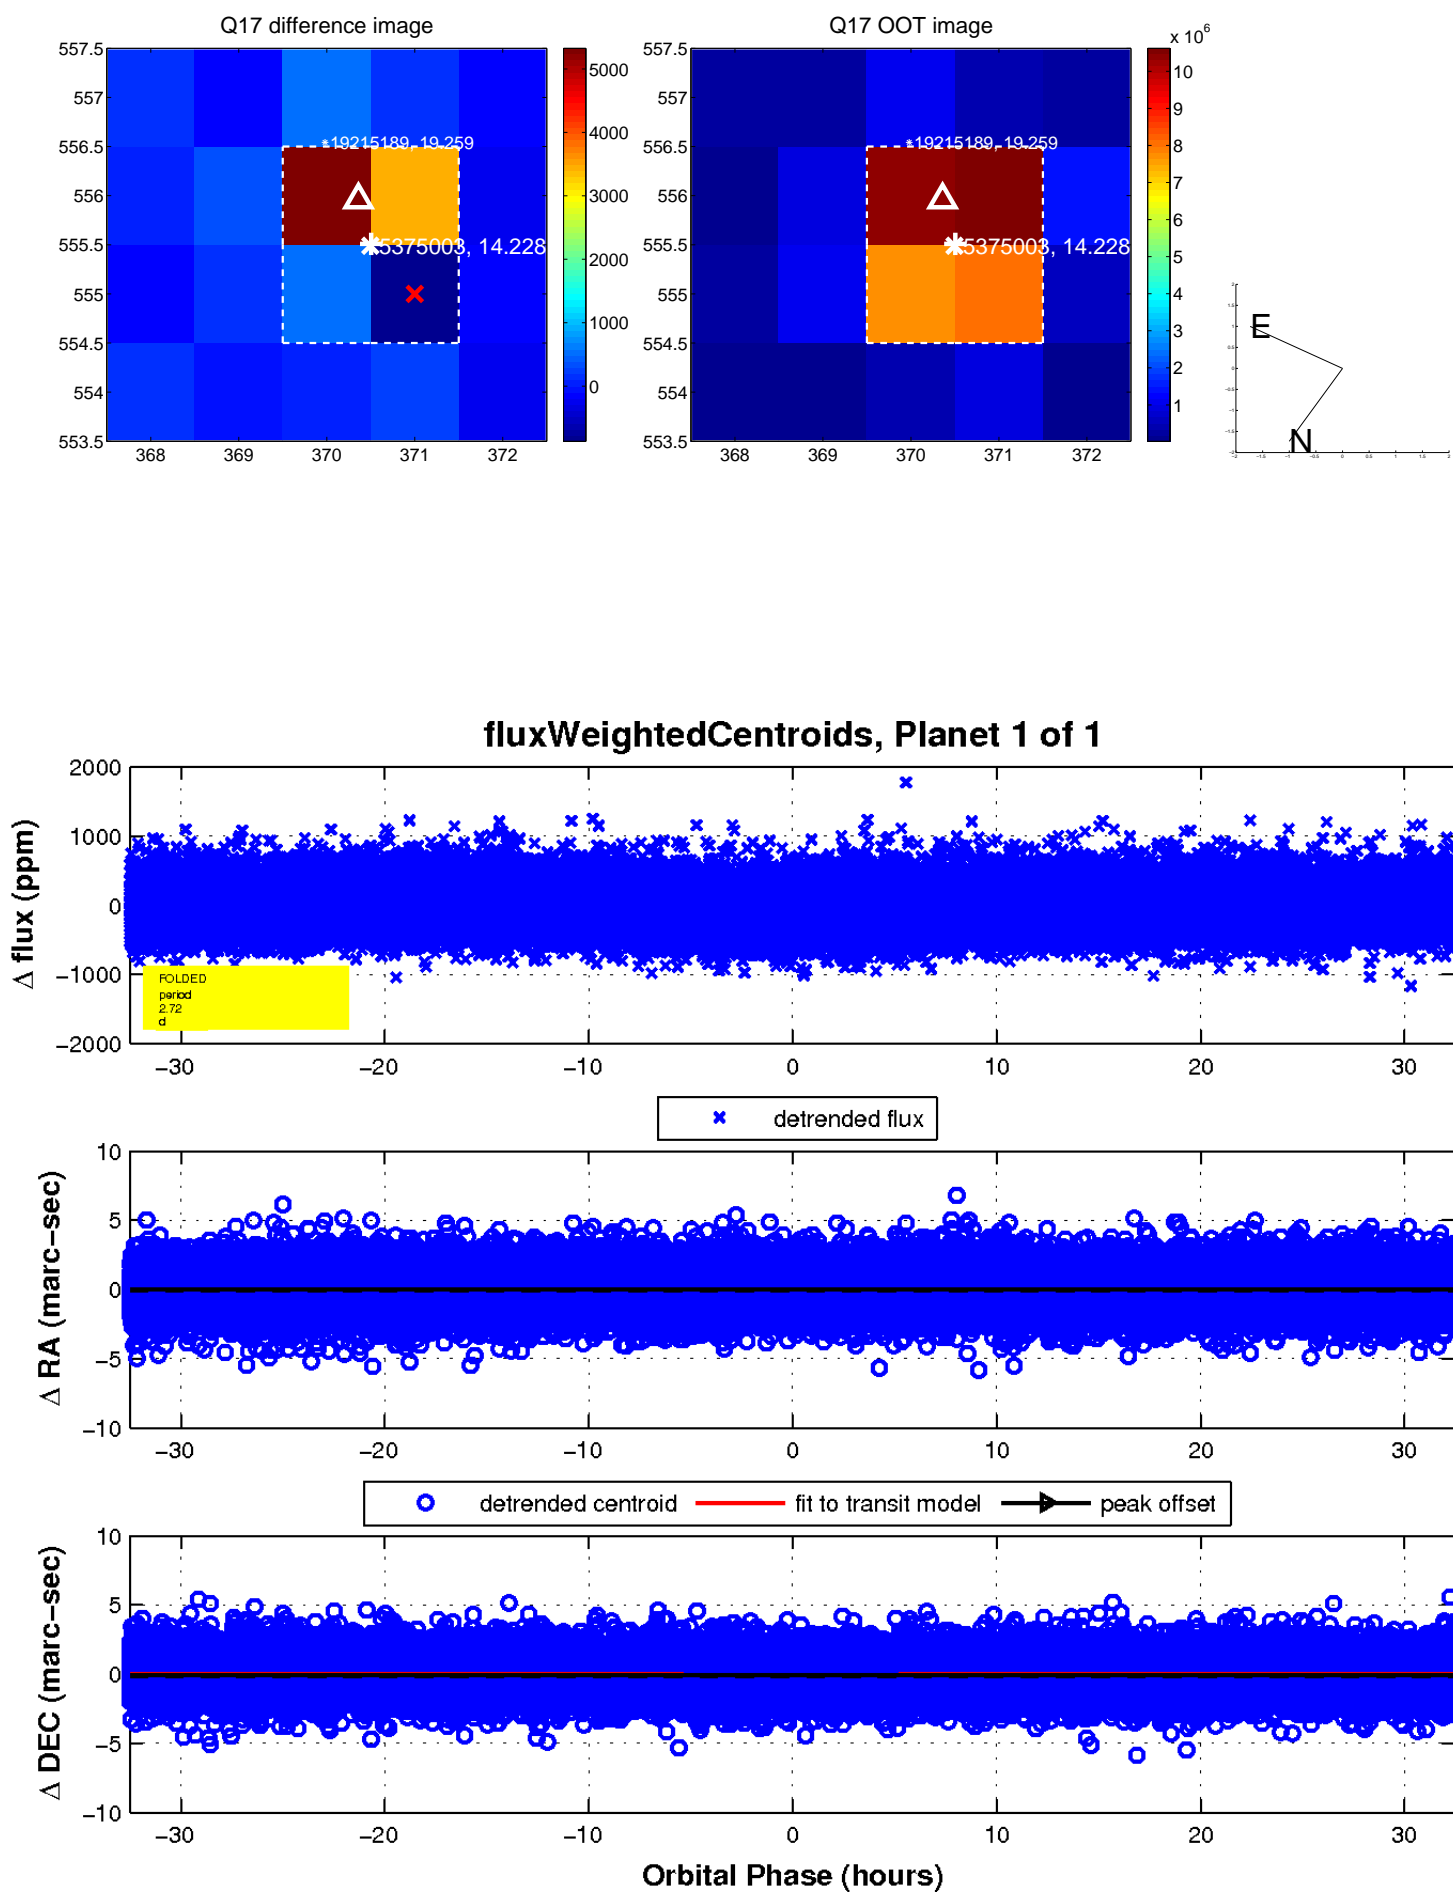 Q17 difference image
Q17 OOT image
x 10^6
557.5
557
556.5
556
555.5
555
554.5
554
553.5
368 369 370 371 372
*19215189, 19.259
5375003, 14.228
5000
4000
3000
2000
1000
0
557.5
557
556.5
556
555.5
555
554.5
554
553.5
368 369 370 371 372
*19215189, 19.259
5375003, 14.228
10
9
8
7
6
5
4
3
2
1
E
N
fluxWeightedCentroids, Planet 1 of 1
Δ flux (ppm)
2000
1000
0
−1000
−2000
FOLDED
period
2.72
d
−30 −20 −10 0 10 20 30
detrended flux
Δ RA (marc−sec)
10
5
0
−5
−10
−30 −20 −10 0 10 20 30
detrended centroid fit to transit model peak offset
Δ DEC (marc−sec)
10
5
0
−5
−10
−30 −20 −10 0 10 20 30
Orbital Phase (hours)